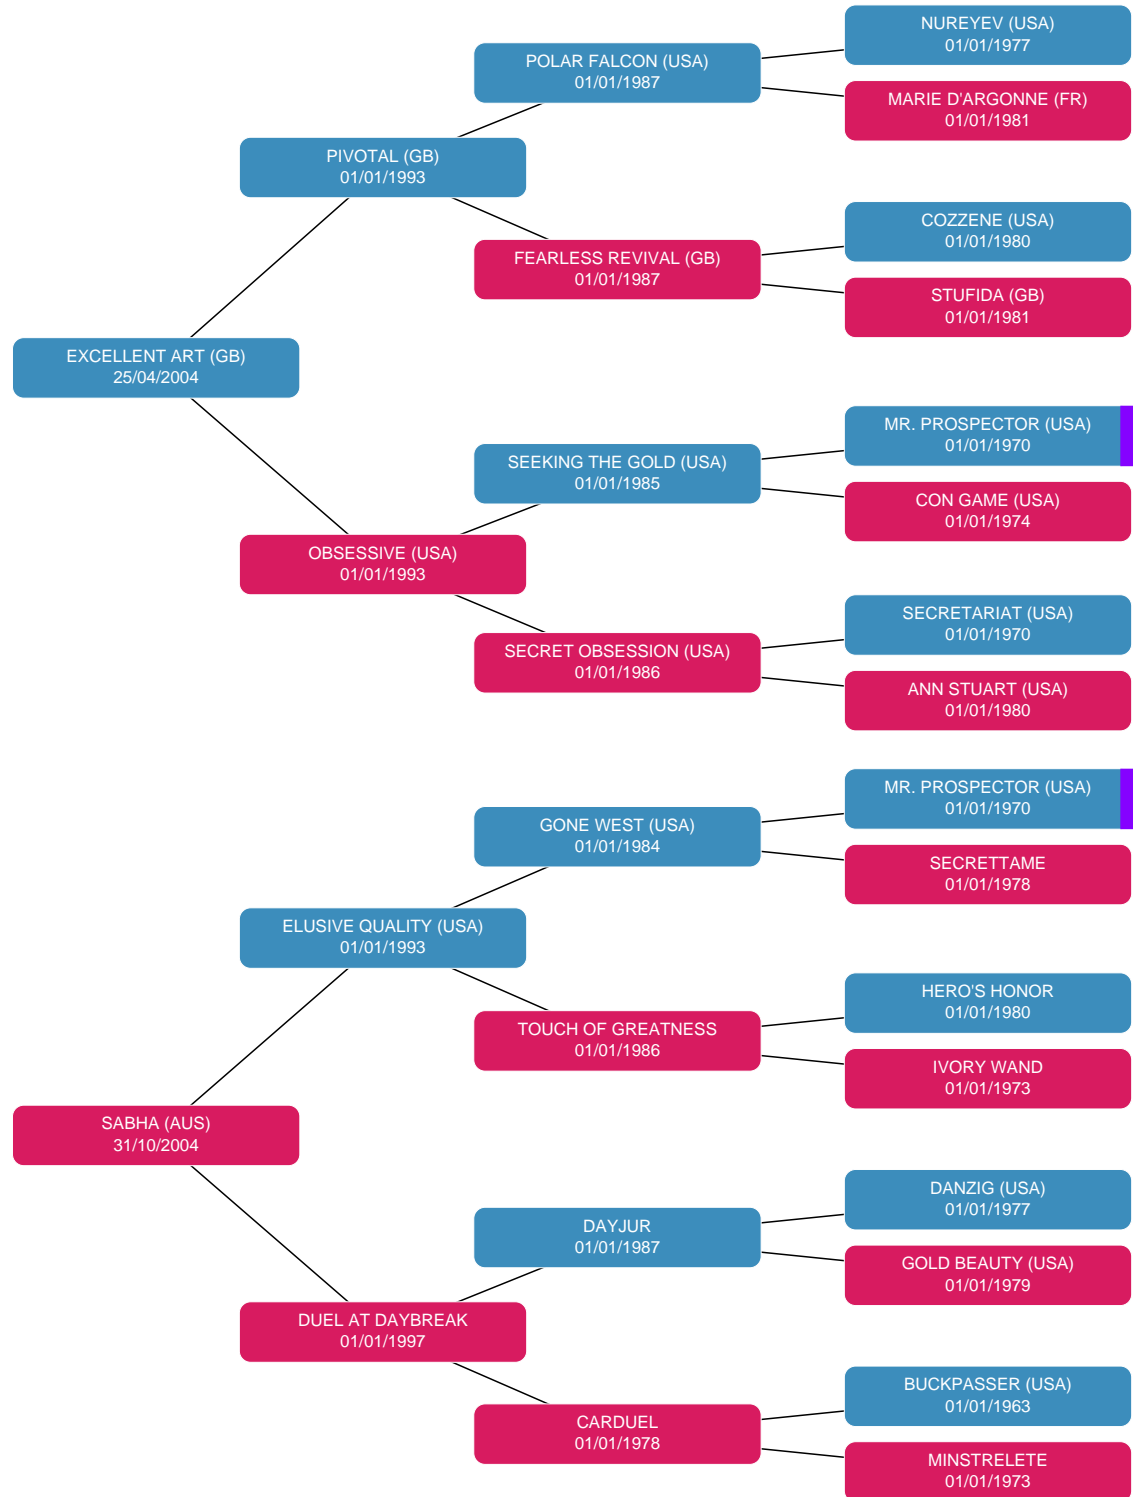 NUREYEV (USA)
01/01/1977
POLAR FALCON (USA)
01/01/1987
MARIE D'ARGONNE (FR)
01/01/1981
PIVOTAL (GB)
01/01/1993
COZZENE (USA)
01/01/1980
FEARLESS REVIVAL (GB)
01/01/1987
STUFIDA (GB)
01/01/1981
EXCELLENT ART (GB)
25/04/2004
MR. PROSPECTOR (USA)
01/01/1970
SEEKING THE GOLD (USA)
01/01/1985
CON GAME (USA)
01/01/1974
OBSESSIVE (USA)
01/01/1993
SECRETARIAT (USA)
01/01/1970
SECRET OBSESSION (USA)
01/01/1986
ANN STUART (USA)
01/01/1980
MR. PROSPECTOR (USA)
01/01/1970
GONE WEST (USA)
01/01/1984
SECRETTAME
01/01/1978
ELUSIVE QUALITY (USA)
01/01/1993
HERO'S HONOR
01/01/1980
TOUCH OF GREATNESS
01/01/1986
IVORY WAND
01/01/1973
SABHA (AUS)
31/10/2004
DANZIG (USA)
01/01/1977
DAYJUR
01/01/1987
GOLD BEAUTY (USA)
01/01/1979
DUEL AT DAYBREAK
01/01/1997
BUCKPASSER (USA)
01/01/1963
CARDUEL
01/01/1978
MINSTRELETE
01/01/1973